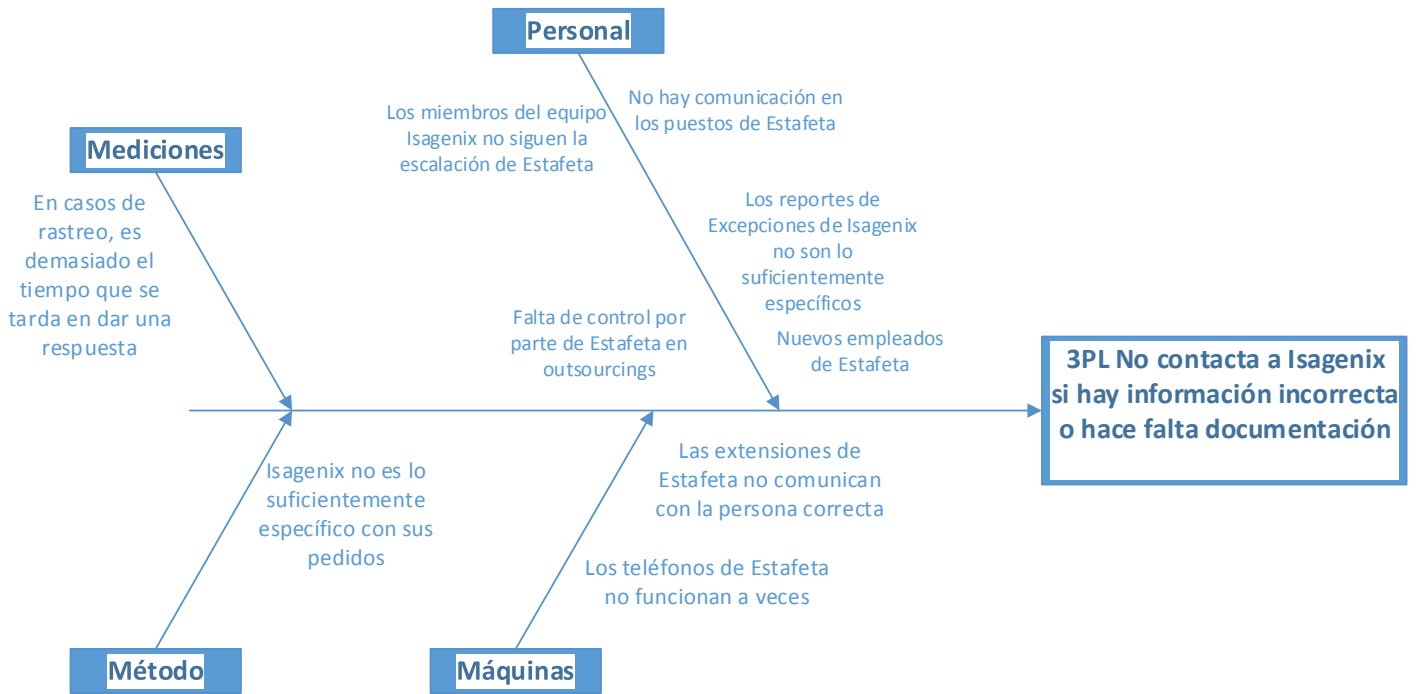 Personal
Los miembros del equipo
Isagenix no siguen la
escalación de Estafeta
No hay comunicación en
los puestos de Estafeta
Mediciones
En casos de
rastreo, es
demasiado el
tiempo que se
tarda en dar una
respuesta
Los reportes de
Excepciones de Isagenix
no son lo
suficientemente
específicos
Falta de control por
parte de Estafeta en
outsourcings
Nuevos empleados
de Estafeta
3PL No contacta a Isagenix
si hay información incorrecta
o hace falta documentación
Isagenix no es lo
suficientemente
específico con sus
pedidos
Las extensiones de
Estafeta no comunican
con la persona correcta
Los teléfonos de Estafeta
no funcionan a veces
Método
Máquinas